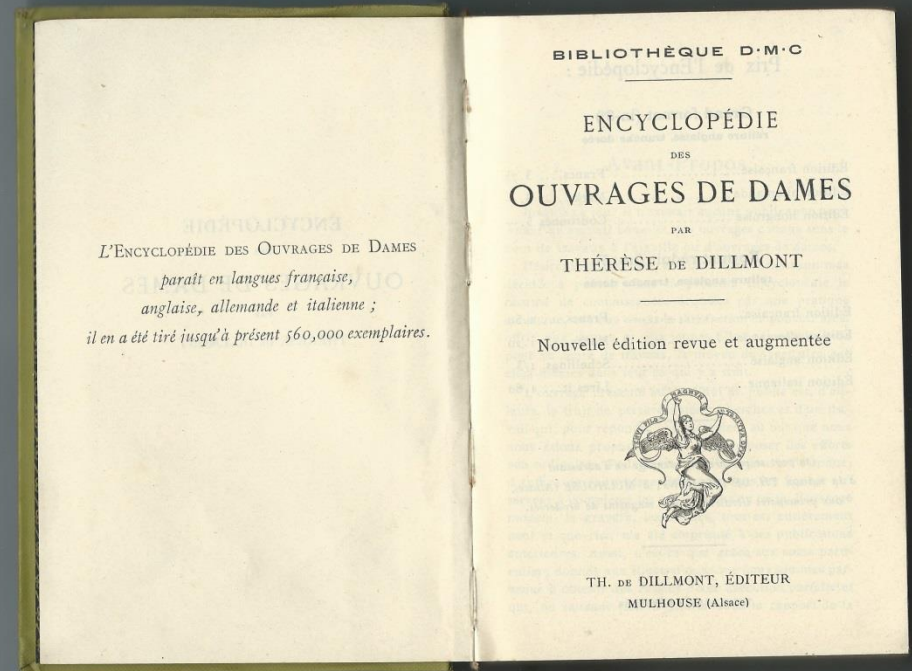 L'ENCYCLOPÉDIE DES OUVRAGES DE DAMES
paraît en langues française,
anglaise, allemande et italienne ;
il en a été tiré jusqu'à présent 560,000 exemplaires.
BIBLIOTHÈQUE D·M·C
ENCYCLOPÉDIE
DES
OUVRAGES DE DAMES
PAR
THÉRÈSE DE DILLMONT
Nouvelle édition revue et augmentée
MAGNUM
TH. DE DILLMONT, ÉDITEUR
MULHOUSE (Alsace)